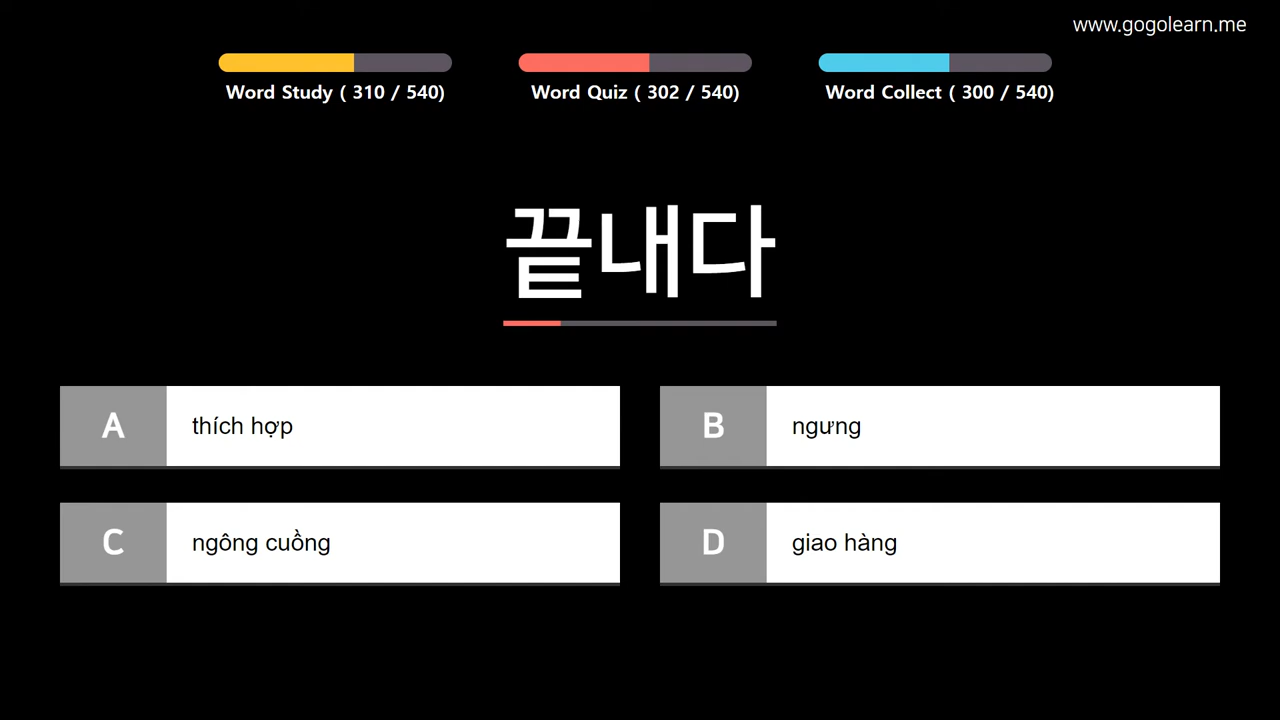 www.gogolearn.me
Word Study ( 310 / 540)
Word Quiz ( 302 / 540)
Word Collect ( 300 / 540)
끝내다
A thích hợp
B ngưng
C ngông cuồng
D giao hàng